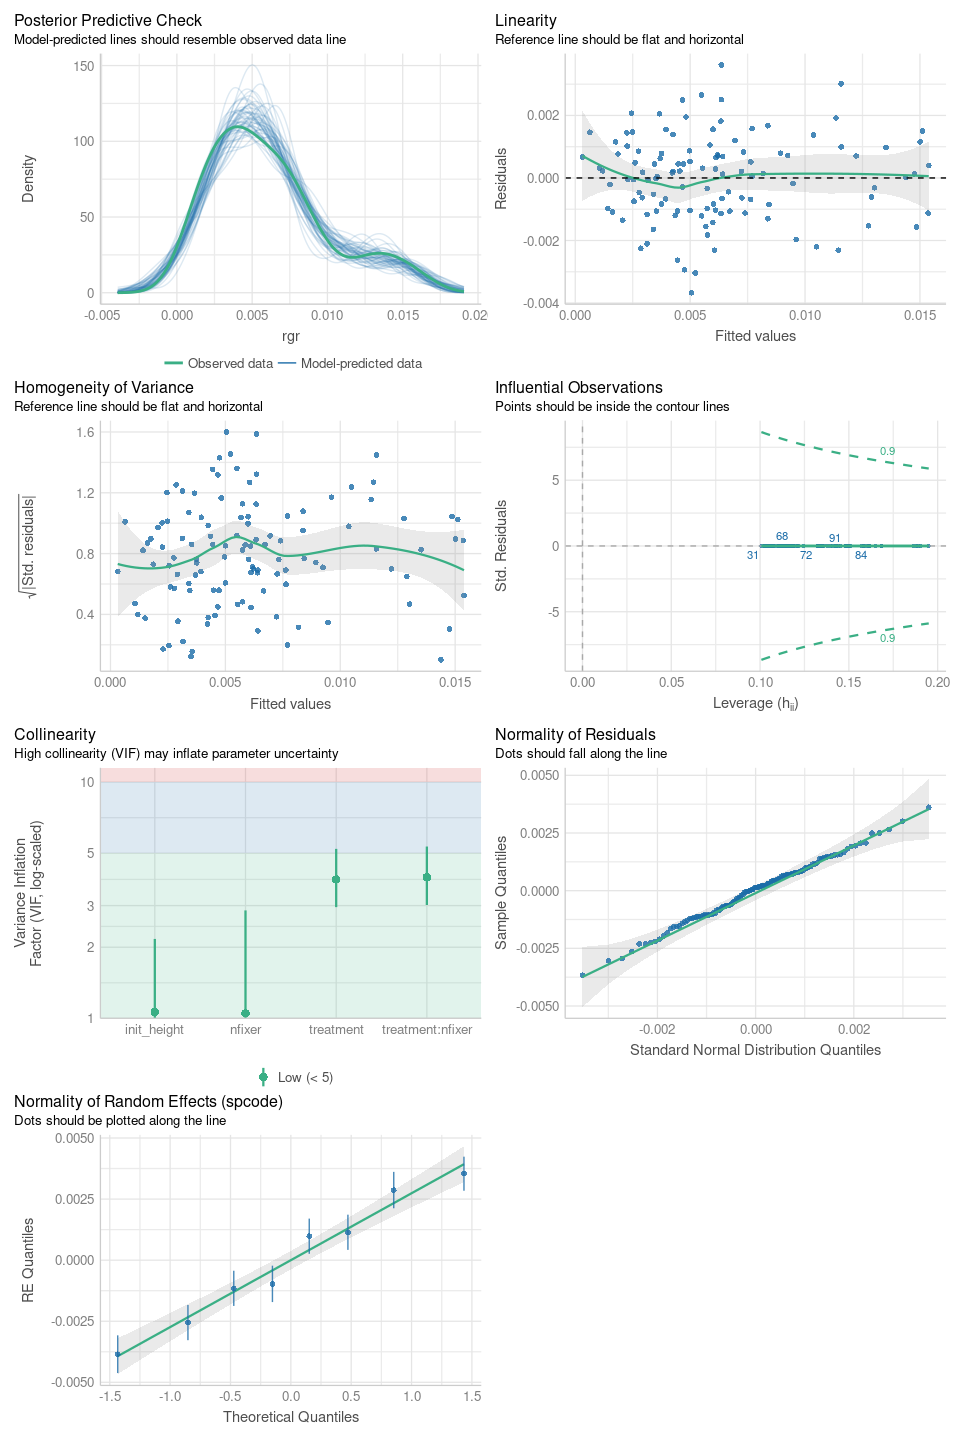 Posterior Predictive Check
Model-predicted lines should resemble observed data line
150
100
50
0
Density
-0.005 0.000 0.005 0.010 0.015 0.02
rgr
Observed data Model-predicted data
Linearity
Reference line should be flat and horizontal
0.002
0.000
-0.002
-0.004
Residuals
0.000 0.005 0.010 0.015
Fitted values
Homogeneity of Variance
Reference line should be flat and horizontal
1.6
1.2
0.8
0.4
√|Std. residuals|
0.000 0.005 0.010 0.015
Fitted values
Influential Observations
Points should be inside the contour lines
5
0
-5
Std. Residuals
0.9
68 91
31 72 84
0.9
0.00 0.05 0.10 0.15 0.20
Leverage (hii)
Collinearity
High collinearity (VIF) may inflate parameter uncertainty
10
5
3
2
1
Variance Inflation
Factor (VIF, log-scaled)
init_height nfixer treatment treatment:nfixer
Low (< 5)
Normality of Residuals
Dots should fall along the line
0.0050
0.0025
0.0000
-0.0025
-0.0050
Sample Quantiles
-0.002 0.000 0.002
Standard Normal Distribution Quantiles
Normality of Random Effects (spcode)
Dots should be plotted along the line
0.0050
0.0025
0.0000
-0.0025
-0.0050
RE Quantiles
-1.5 -1.0 -0.5 0.0 0.5 1.0 1.5
Theoretical Quantiles